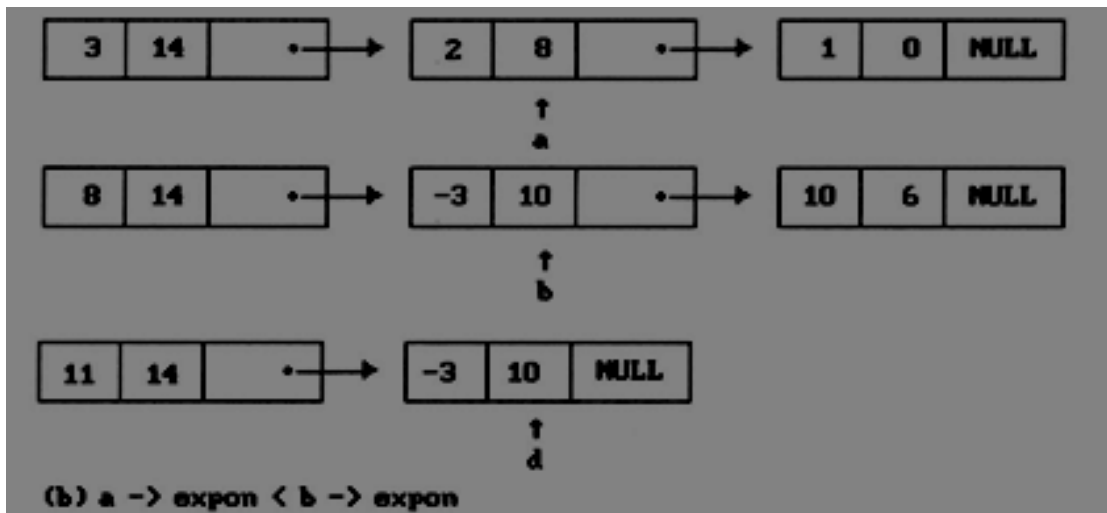 3 14 2 8 1 0 NULL
a
8 14 -3 10 10 6 NULL
b
11 14 -3 10 NULL
d
(b) a -> expon < b -> expon